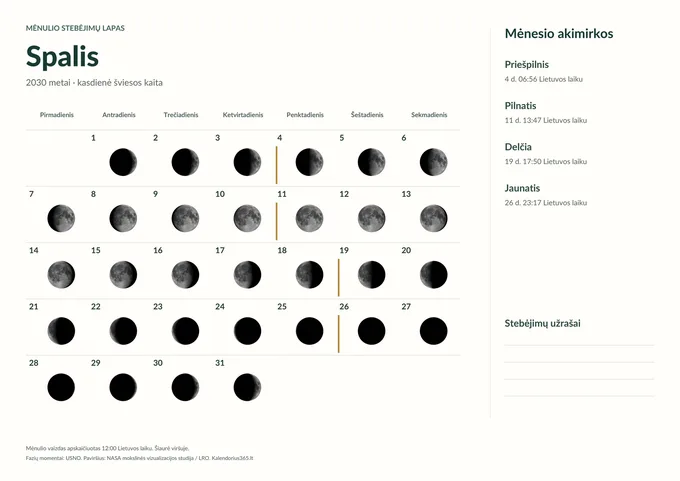 MĖNULIO STEBĖJIMŲ LAPAS
Spalis
2030 metai · kasdienė šviesos kaita
Pirmadienis Antradienis Trečiadienis Ketvirtadienis Penktadienis Šeštadienis Sekmadienis
1 2 3 4 5 6
7 8 9 10 11 12 13
14 15 16 17 18 19 20
21 22 23 24 25 26 27
28 29 30 31
Mėnesio akimirkos
Priešpilnis
4 d. 06:56 Lietuvos laiku
Pilnatis
11 d. 13:47 Lietuvos laiku
Delčia
19 d. 17:50 Lietuvos laiku
Jaunatis
26 d. 23:17 Lietuvos laiku
Stebėjimų užrašai
Mėnulio vaizdas apskaičiuotas 12:00 Lietuvos laiku. Šiaurė viršuje.
Fazių momentai: USNO. Paviršius: NASA mokslinės vizualizacijos studija / LRO. Kalendorius365.lt